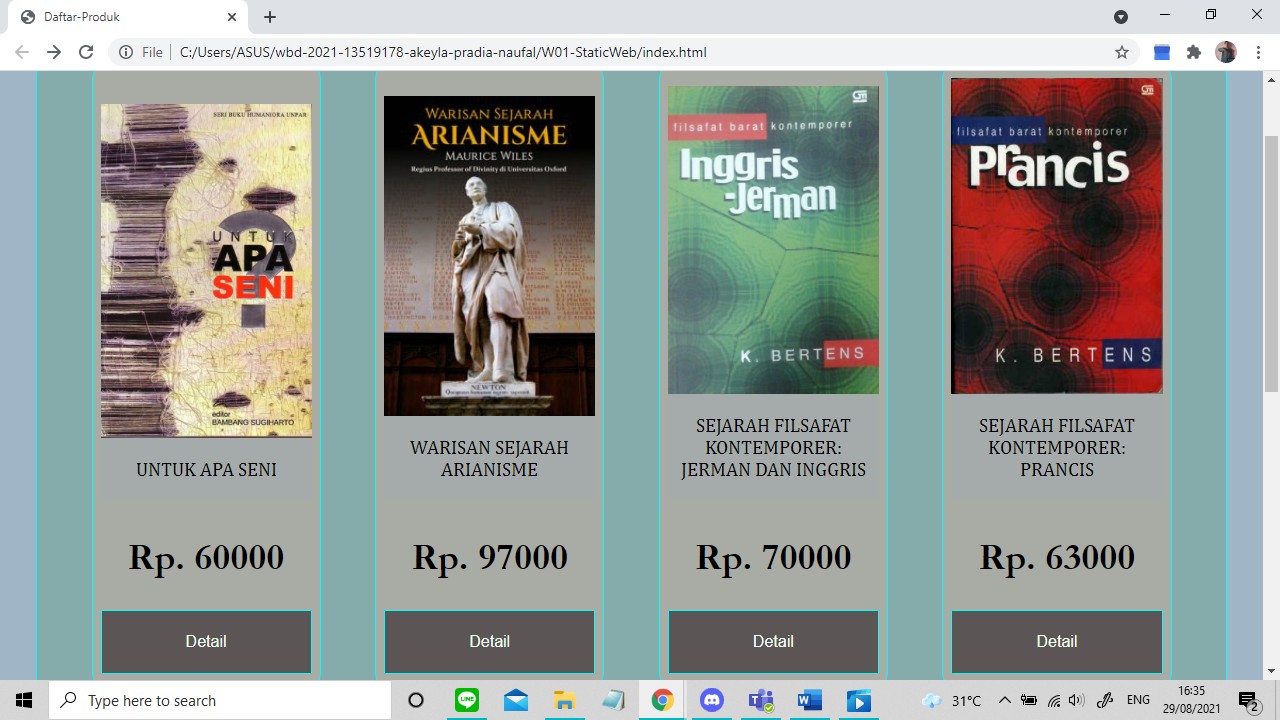 Daftar-Produk
File
C:/Users/ASUS/wbd-2021-13519178-akeyla-pradia-naufal/W01-StaticWeb/index.html
SERI BUKU HUMANIORA UNPAR
UNTUK
APA
SENI
?
editor
BAMBANG SUGIHARTO
UNTUK APA SENI
Rp. 60000
Detail
WARISAN SEJARAH
ARIANISME
MAURICE WILES
Regius Professor of Divinity di Universitas Oxford
NEWTON
WARISAN SEJARAH
ARIANISME
Rp. 97000
Detail
GM
filsafat barat kontemporer
Inggris
-Jerman
K. BERTENS
SEJARAH FILSAFAT
KONTEMPORER:
JERMAN DAN INGGRIS
Rp. 70000
Detail
GM
filsafat barat kontemporer
Prancis
K. BERTENS
SEJARAH FILSAFAT
KONTEMPORER:
PRANCIS
Rp. 63000
Detail
Type here to search
LINE
31°C
ENG
16:35
29/08/2021
2